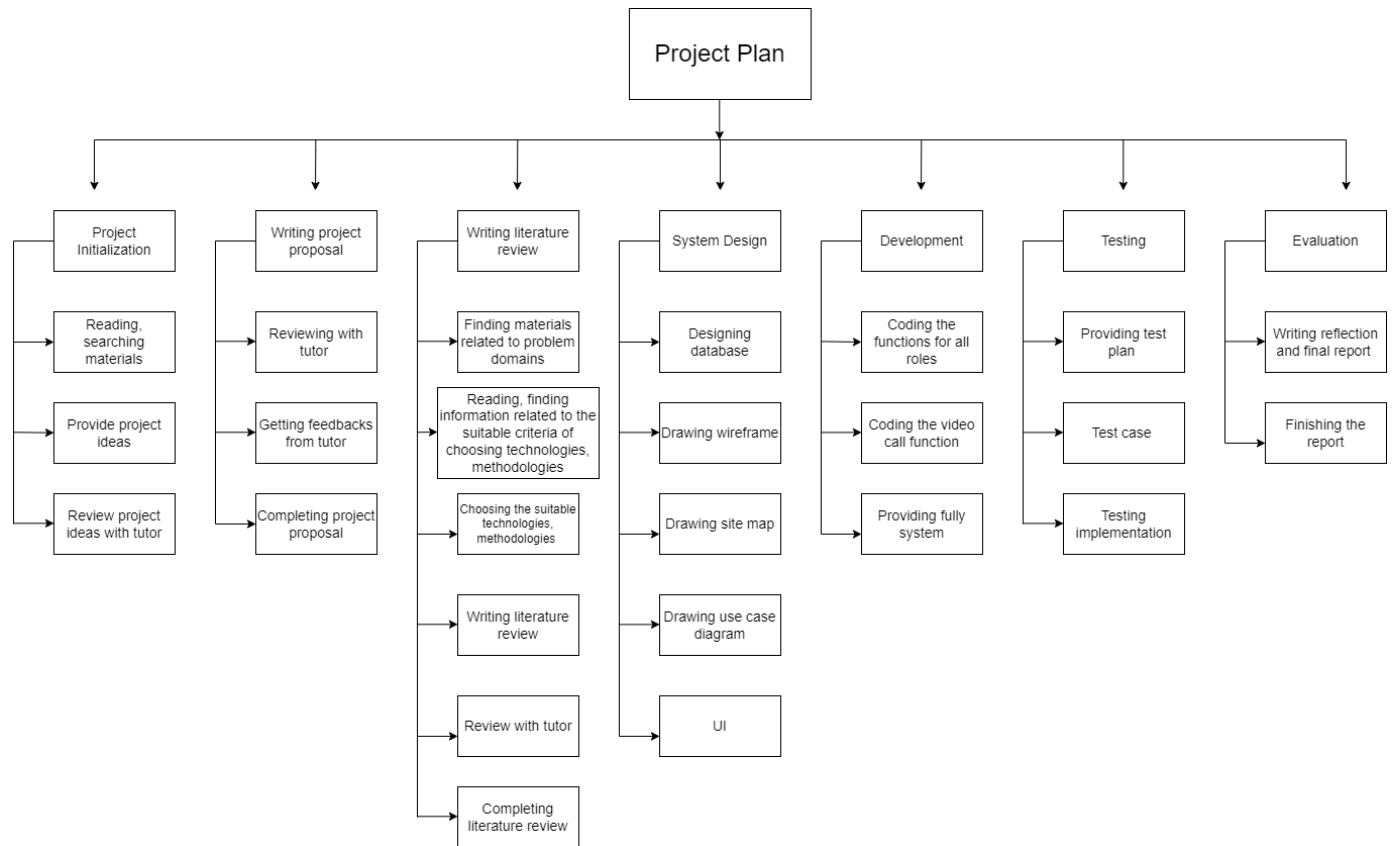 Project Plan
Project
Initialization
Writing project
proposal
Writing literature
review
System Design
Development
Testing
Evaluation
Reading,
searching
materials
Provide project
ideas
Review project
ideas with tutor
Reviewing with
tutor
Getting feedbacks
from tutor
Completing project
proposal
Finding materials
related to problem
domains
Reading, finding
information related to the
suitable criteria of
choosing technologies,
methodologies
Choosing the suitable
technologies,
methodologies
Writing literature
review
Review with tutor
Completing
literature review
Designing
database
Drawing wireframe
Drawing site map
Drawing use case
diagram
UI
Coding the
functions for all
roles
Coding the video
call function
Providing fully
system
Providing test
plan
Test case
Testing
implementation
Writing reflection
and final report
Finishing the
report